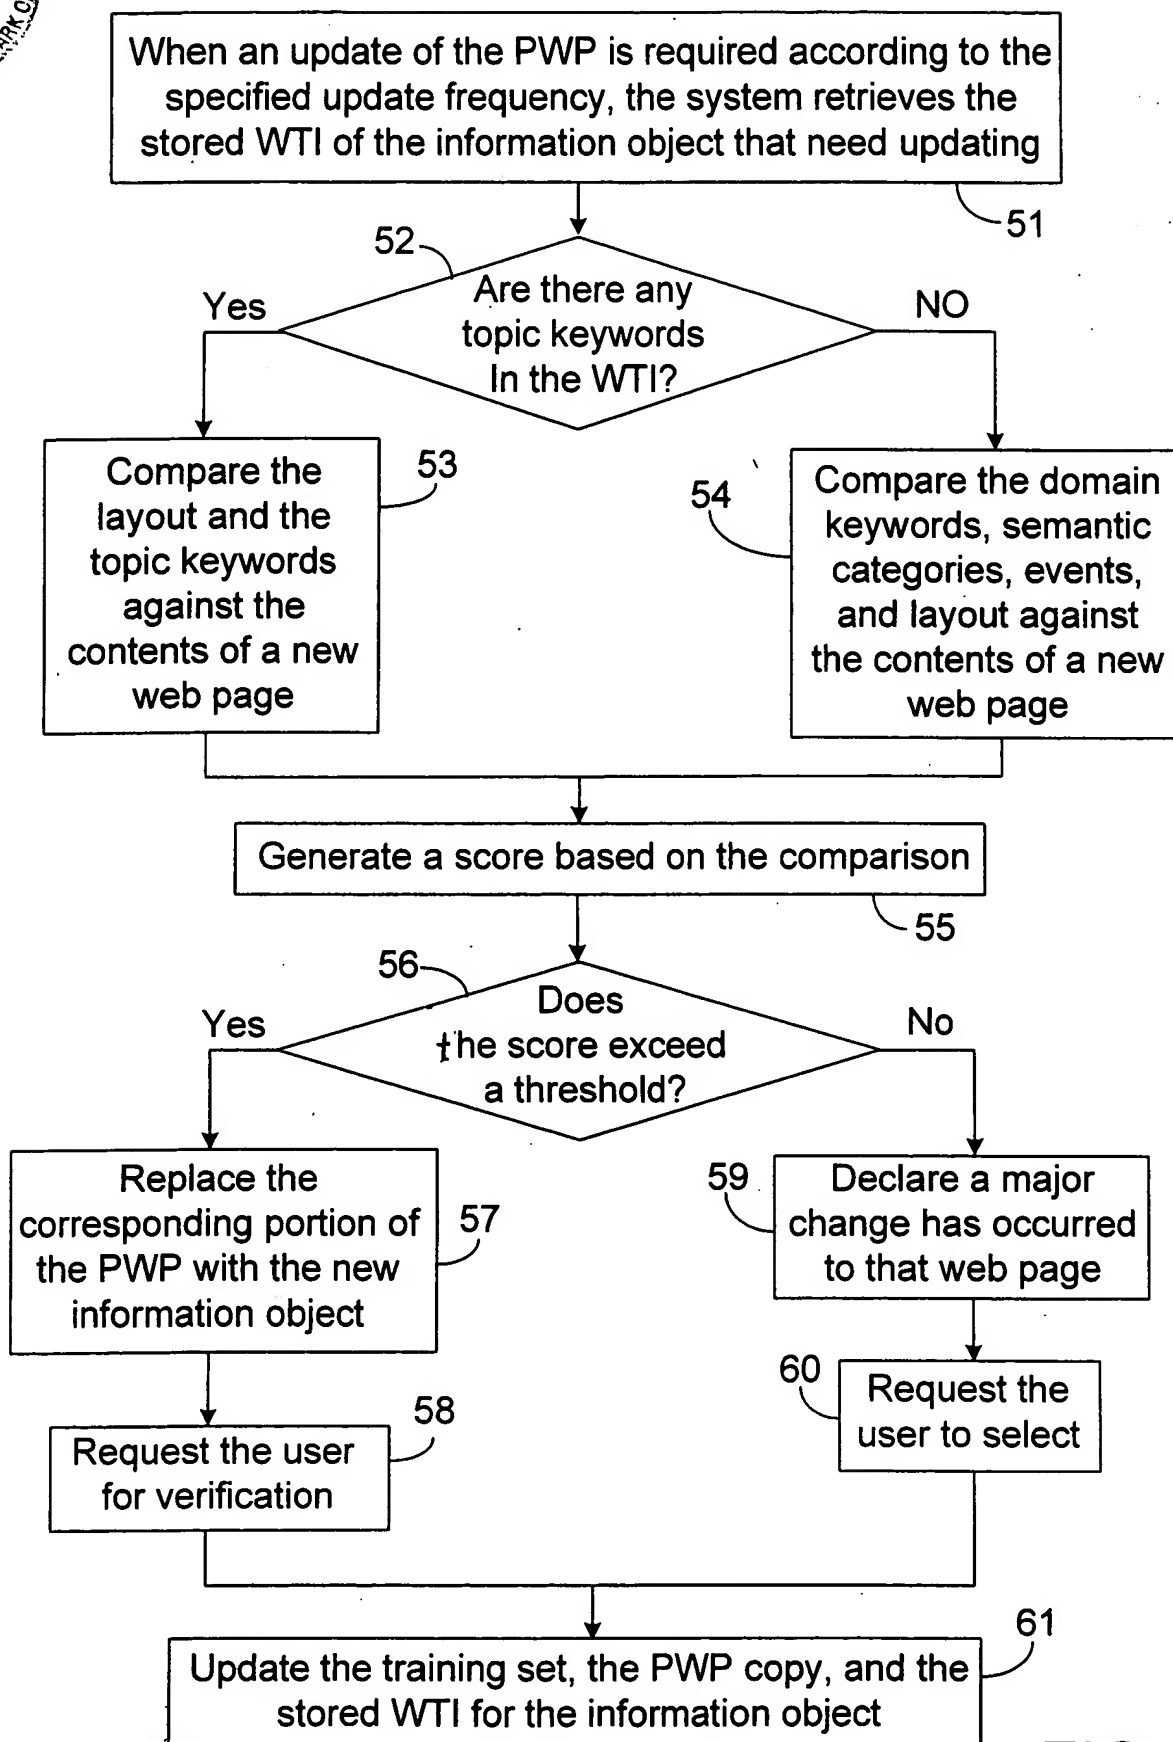 When an update of the PWP is required according to the
specified update frequency, the system retrieves the
stored WTI of the information object that need updating
51
52
Are there any
topic keywords
In the WTI?
Yes
NO
Compare the
layout and the
topic keywords
against the
contents of a new
web page
53
54
Compare the domain
keywords, semantic
categories, events,
and layout against
the contents of a new
web page
Generate a score based on the comparison
55
56
Does
the score exceed
a threshold?
Yes
No
Replace the
corresponding portion of
the PWP with the new
information object
57
59
Declare a major
change has occurred
to that web page
Request the user
for verification
58
60
Request the
user to select
61
Update the training set, the PWP copy, and the
stored WTI for the information object